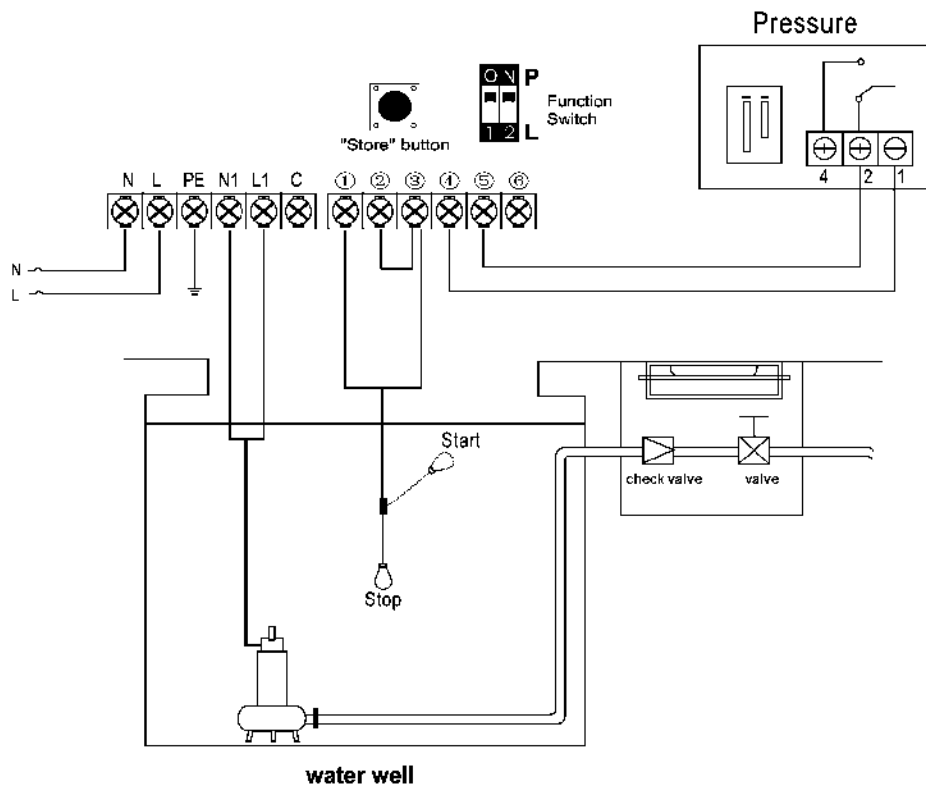 Pressure
ON P
Function
Switch
1 2 L
"Store" button
4 2 1
N L PE N1 L1 C ① ② ③ ④ ⑤ ⑥
N
L
Start
check valve valve
Stop
water well